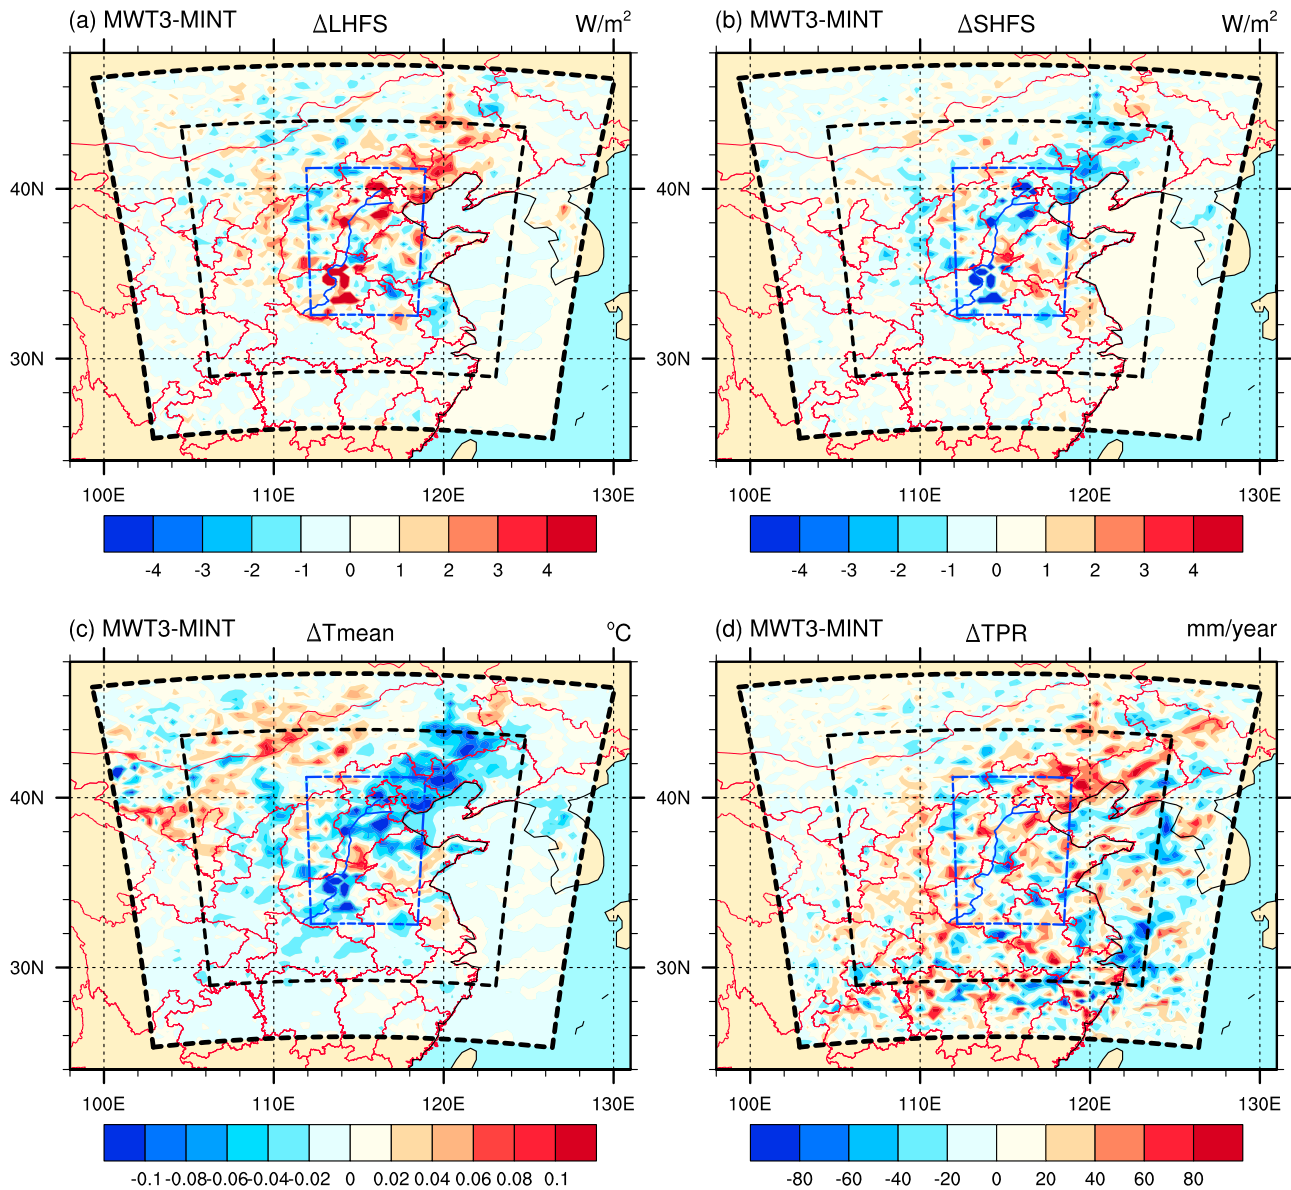 (a) MWT3-MINT ΔLHFS W/m²
40N
30N
100E 110E 120E 130E
-4 -3 -2 -1 0 1 2 3 4
(b) MWT3-MINT ΔSHFS W/m²
40N
30N
100E 110E 120E 130E
-4 -3 -2 -1 0 1 2 3 4
(c) MWT3-MINT ΔTmean °C
40N
30N
100E 110E 120E 130E
-0.1 -0.08 -0.06 -0.04 -0.02 0 0.02 0.04 0.06 0.08 0.1
(d) MWT3-MINT ΔTPR mm/year
40N
30N
100E 110E 120E 130E
-80 -60 -40 -20 0 20 40 60 80